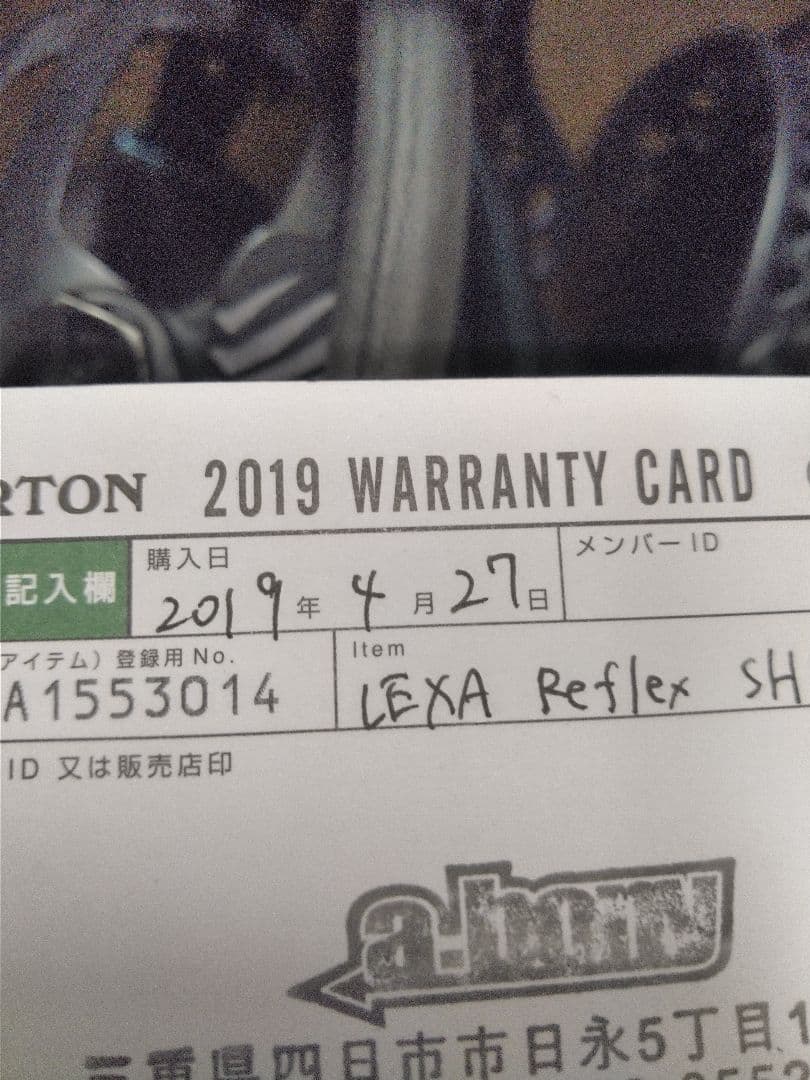 RTON 2019 WARRANTY CARD
記入欄 購入日 2019年 4月27日 メンバーID
アイテム）登録用No. Item
A1553014 LEXA Reflex SH
ID 又は販売店印
三重県四日市市日永5丁目1